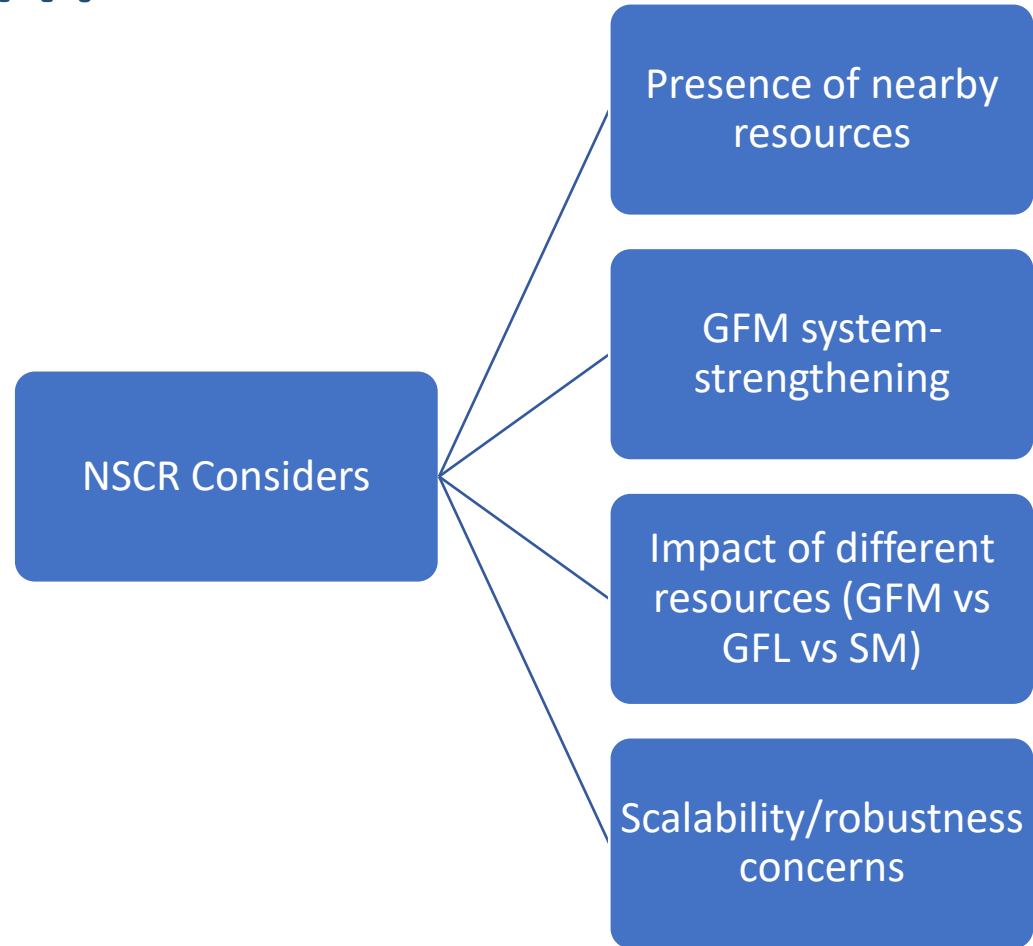 NSCR Considers
Presence of nearby
resources
GFM system-
strengthening
Impact of different
resources (GFM vs
GFL vs SM)
Scalability/robustness
concerns